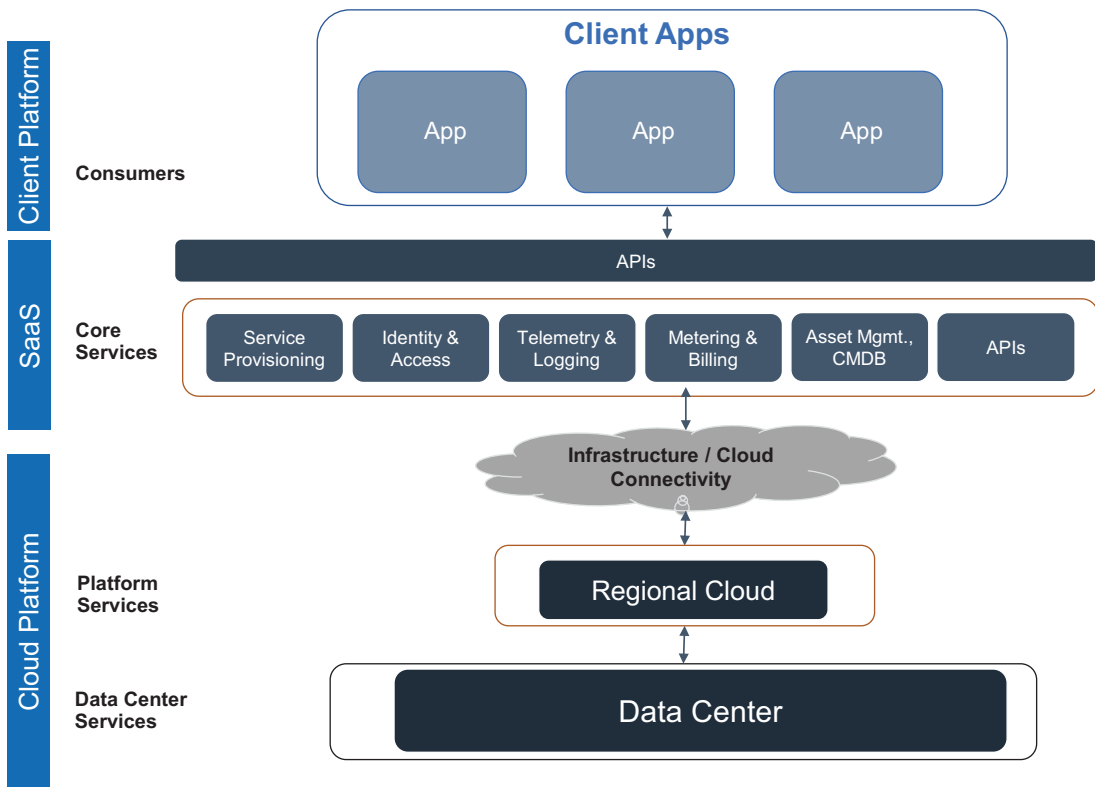 Client Apps
Client Platform
App
App
App
Consumers
APIs
SaaS
Core
Services
Service
Provisioning
Identity &
Access
Telemetry &
Logging
Metering &
Billing
Asset Mgmt.,
CMDB
APIs
Infrastructure / Cloud
Connectivity
Cloud Platform
Platform
Services
Regional Cloud
Data Center
Services
Data Center